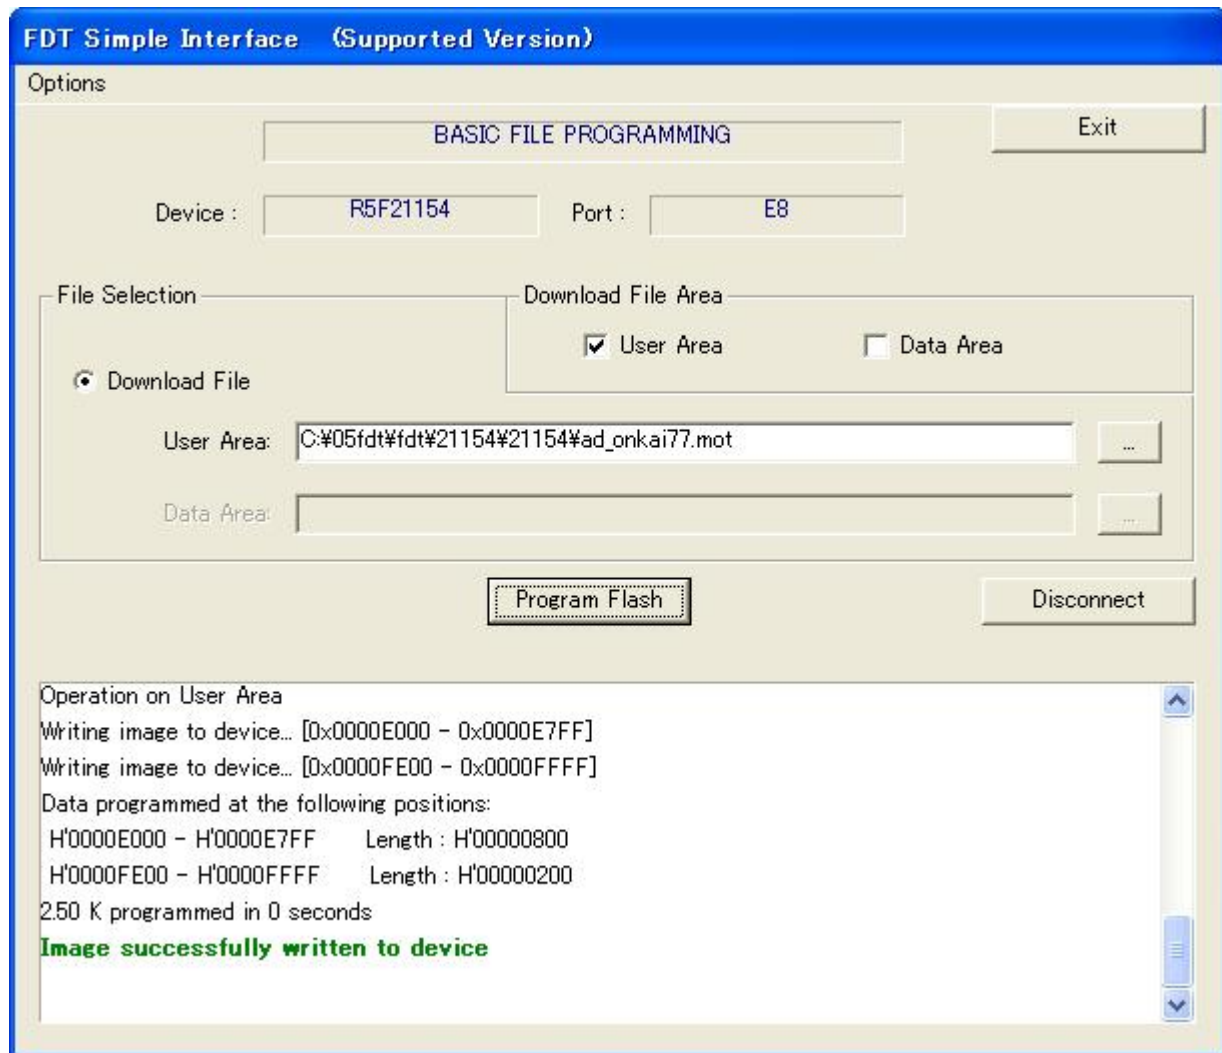 FDT Simple Interface (Supported Version)
Options
BASIC FILE PROGRAMMING
Exit
Device : R5F21154 Port : E8
File Selection
Download File Area
User Area Data Area
Download File
User Area: C:¥05fdt¥fdt¥21154¥21154¥ad_onkai77.mot ...
Data Area: ...
Program Flash Disconnect
Operation on User Area
Writing image to device... [0x0000E000 - 0x0000E7FF]
Writing image to device... [0x0000FE00 - 0x0000FFFF]
Data programmed at the following positions:
H'0000E000 - H'0000E7FF Length : H'00000800
H'0000FE00 - H'0000FFFF Length : H'00000200
2.50 K programmed in 0 seconds
Image successfully written to device